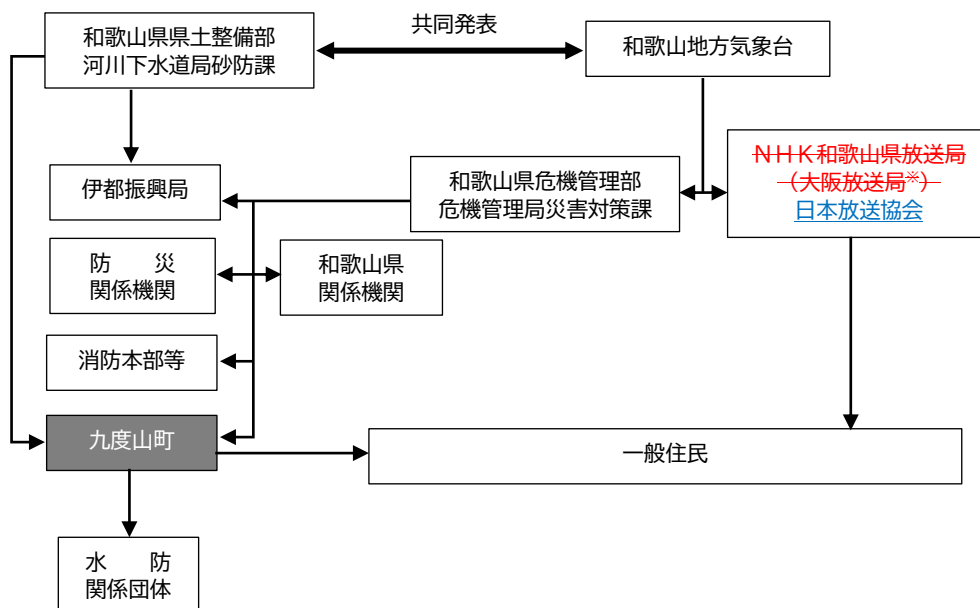 共同発表
和歌山県県土整備部
河川下水道局砂防課
和歌山地方気象台
NHK和歌山県放送局
（大阪放送局※）
日本放送協会
伊都振興局
和歌山県危機管理部
危機管理局災害対策課
防　　災
関係機関
和歌山県
関係機関
消防本部等
九度山町
一般住民
水　　防
関係団体